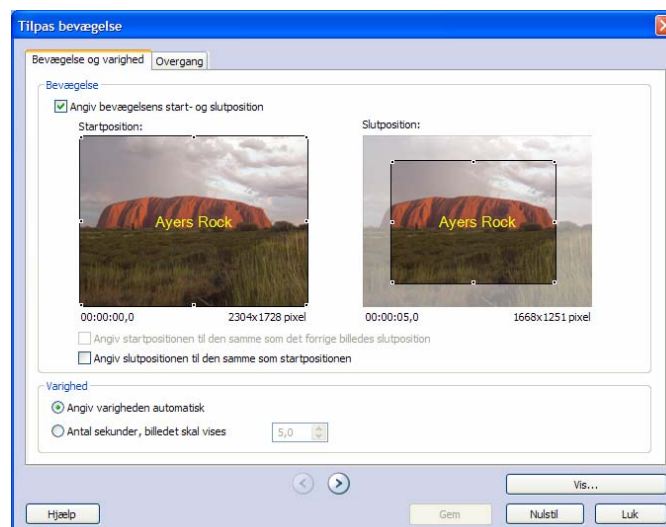 Tilpas bevægelse
Bevægelse og varighed
Overgang
Bevægelse
Angiv bevægelsens start- og slutposition
Startposition:
Slutposition:
Ayers Rock
Ayers Rock
00:00:00,0
2304x1728 pixel
00:00:05,0
1668x1251 pixel
Angiv startpositionen til den samme som det forrige billedes slutposition
Angiv slutpositionen til den samme som startpositionen
Varighed
Angiv varigheden automatisk
Antal sekunder, billedet skal vises
5,0
Vis...
Hjælp
Gem
Nulstil
Luk